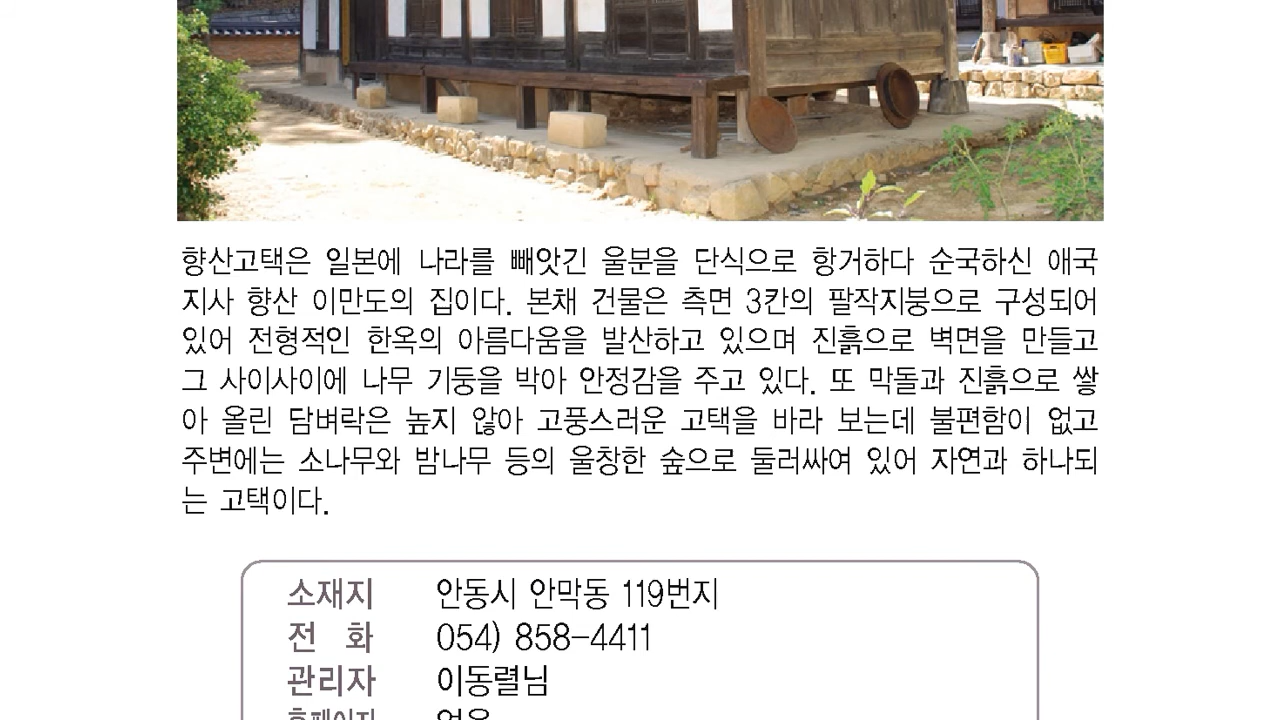 향산고택은 일본에 나라를 빼앗긴 울분을 단식으로 항거하다 순국하신 애국
지사 향산 이만도의 집이다. 본채 건물은 측면 3칸의 팔작지붕으로 구성되어
있어 전형적인 한옥의 아름다움을 발산하고 있으며 진흙으로 벽면을 만들고
그 사이사이에 나무 기둥을 박아 안정감을 주고 있다. 또 막돌과 진흙으로 쌓
아 올린 담벼락은 높지 않아 고풍스러운 고택을 바라 보는데 불편함이 없고
주변에는 소나무와 밤나무 등의 울창한 숲으로 둘러싸여 있어 자연과 하나되
는 고택이다.
소재지 안동시 안막동 119번지
전 화 054) 858-4411
관리자 이동렬님
홈페이지 없음